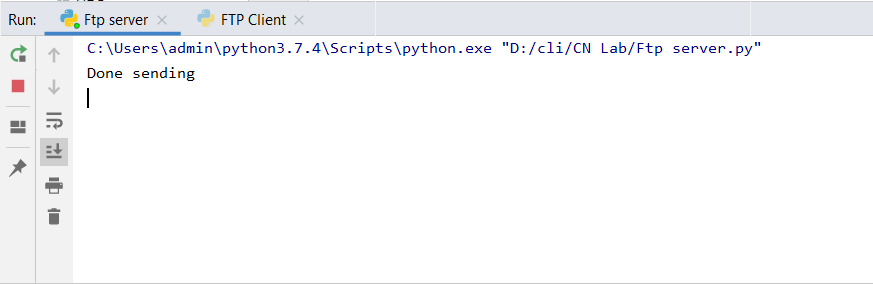 Run: Ftp server FTP Client
C:\Users\admin\python3.7.4\Scripts\python.exe "D:/cli/CN Lab/Ftp server.py"
Done sending